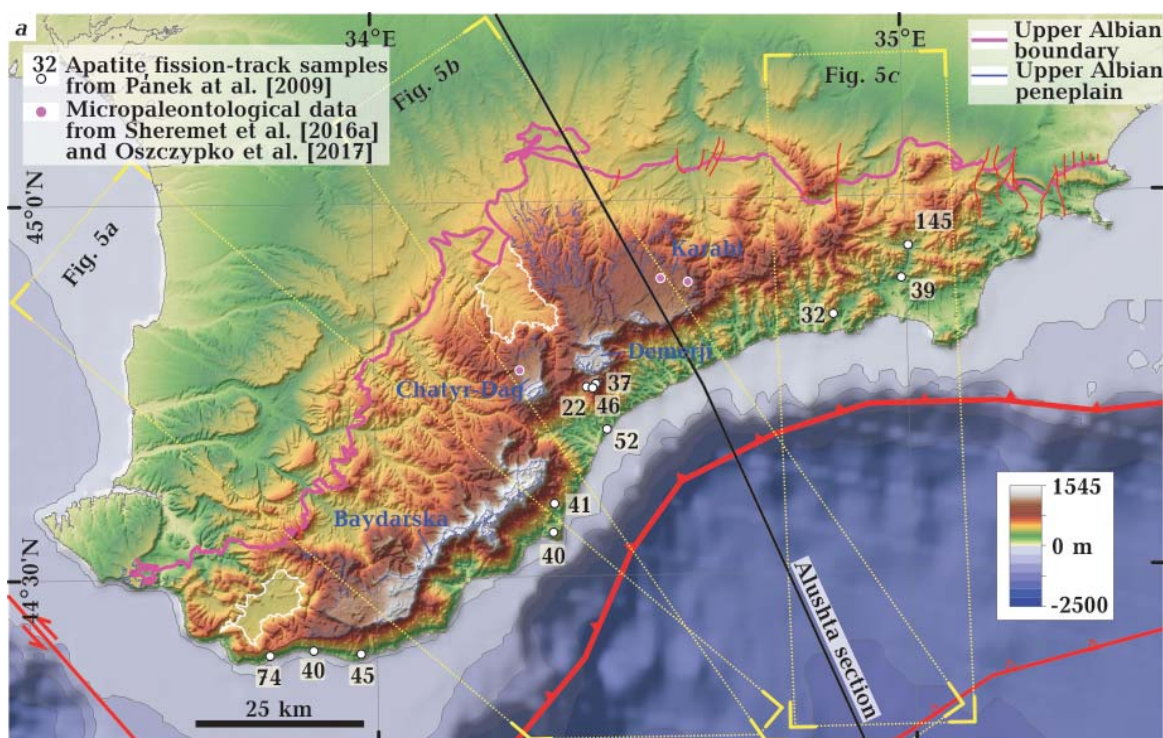 a
34°E
35°E
32 Apatite fission-track samples
from Pánek at al. [2009]
Micropaleontological data
from Sheremet et al. [2016a]
and Oszczypko et al. [2017]
Upper Albian
boundary
Upper Albian
peneplain
Fig. 5b
Fig. 5c
Fig. 5a
45°0'N
145
Karabi
39
32
Demerji
Chatyr-Dag
37
22
46
52
41
Baydarska
40
44°30'N
1545
0 m
-2500
Alushta section
74
40
45
25 km